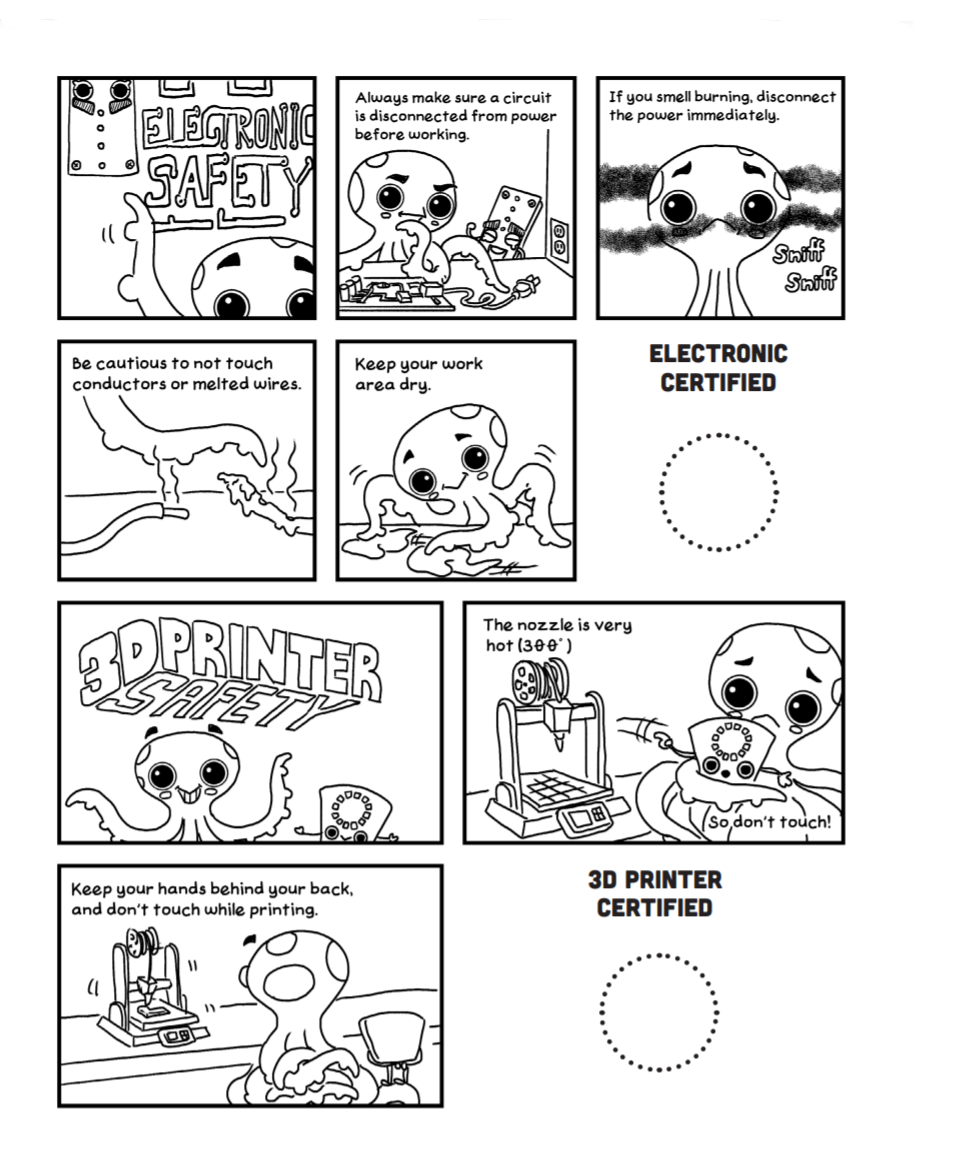 ELECTRONIC
SAFETY
Always make sure a circuit
is disconnected from power
before working.
If you smell burning, disconnect
the power immediately.
Sniff
Sniff
Be cautious to not touch
conductors or melted wires.
Keep your work
area dry.
ELECTRONIC
CERTIFIED
3D PRINTER
SAFETY
The nozzle is very
hot (300°)
So don't touch!
Keep your hands behind your back,
and don't touch while printing.
3D PRINTER
CERTIFIED